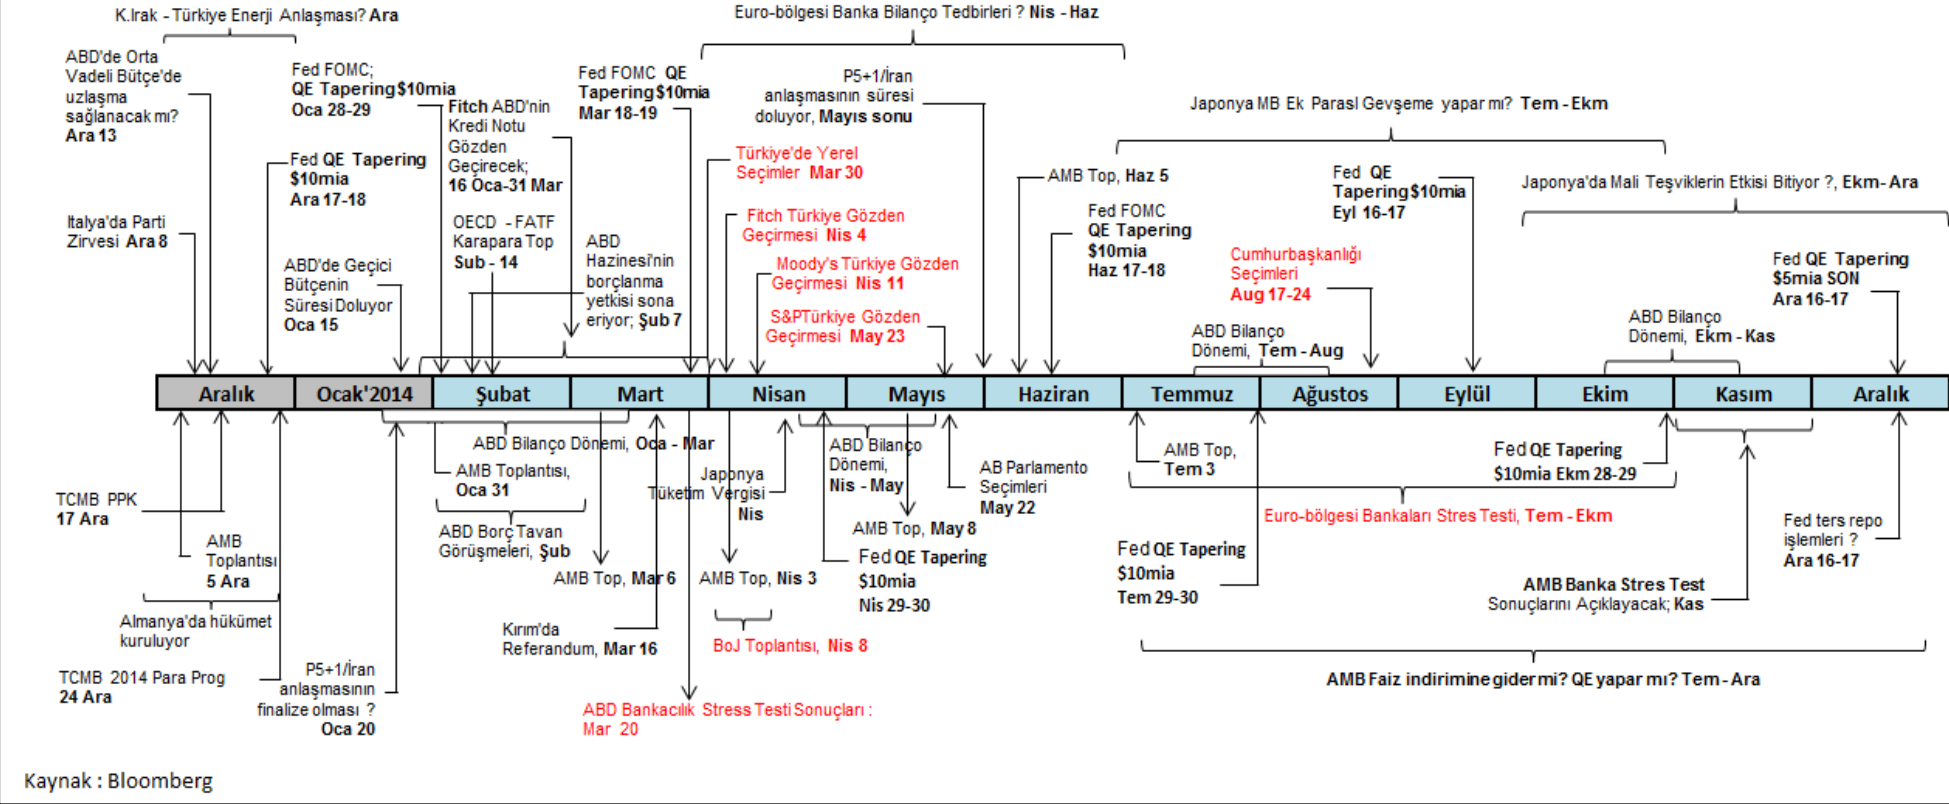 K.Irak - Türkiye Enerji Anlaşması? Ara
Euro-bölgesi Banka Bilanço Tedbirleri ? Nis - Haz
ABD'de Orta
Vadeli Bütçe'de
uzlaşma
sağlanacak mı?
Ara 13
Fed FOMC;
QE Tapering$10mia
Oca 28-29
Fitch ABD'nin
Kredi Notu
Gözden
Geçirecek;
16 Oca-31 Mar
Fed FOMC QE
Tapering$10mia
Mar 18-19
P5+1/İran
anlaşmasının süresi
doluyor, Mayıs sonu
Japonya MB Ek Parasl Gevşeme yapar mı? Tem - Ekm
Fed QE Tapering
$10mia
Ara 17-18
Türkiye'de Yerel
Seçimler Mar 30
AMB Top, Haz 5
Fed QE
Tapering$10mia
Eyl 16-17
Japonya'da Mali Teşviklerin Etkisi Bitiyor ?, Ekm- Ara
Italya'da Parti
Zirvesi Ara 8
OECD - FATF
Karapara Top
Sub - 14
Fitch Türkiye Gözden
Geçirmesi Nis 4
Fed FOMC
QE Tapering
$10mia
Haz 17-18
ABD'de Geçici
Bütçenin
Süresi Doluyor
Oca 15
ABD
Hazinesi'nin
borçlanma
yetkisi sona
eriyor; Şub 7
Moody's Türkiye Gözden
Geçirmesi Nis 11
Cumhurbaşkanlığı
Seçimleri
Aug 17-24
Fed QE Tapering
$5mia SON
Ara 16-17
S&PTürkiye Gözden
Geçirmesi May 23
ABD Bilanço
Dönemi, Tem - Aug
ABD Bilanço
Dönemi, Ekm - Kas
Aralık Ocak'2014 Şubat Mart Nisan Mayıs Haziran Temmuz Ağustos Eylül Ekim Kasım Aralık
ABD Bilanço Dönemi, Oca - Mar
AMB Toplantısı,
Oca 31
Japonya
Tüketim Vergisi
Nis
ABD Bilanço
Dönemi,
Nis - May
AB Parlamento
Seçimleri
May 22
AMB Top,
Tem 3
Fed QE Tapering
$10mia Ekm 28-29
TCMB PPK
17 Ara
AMB
Toplantısı
5 Ara
ABD Borç Tavan
Görüşmeleri, Şub
AMB Top, May 8
Euro-bölgesi Bankaları Stres Testi, Tem - Ekm
Fed ters repo
işlemleri ?
Ara 16-17
AMB Top, Mar 6
AMB Top, Nis 3
Fed QE Tapering
$10mia
Nis 29-30
Fed QE Tapering
$10mia
Tem 29-30
AMB Banka Stres Test
Sonuçlarını Açıklayacak; Kas
Almanya'da hükümet
kuruluyor
Kırım'da
Referandum, Mar 16
BoJ Toplantısı, Nis 8
TCMB 2014 Para Prog
24 Ara
P5+1/İran
anlaşmasının
finalize olması ?
Oca 20
AMB Faiz indirimine gider mi? QE yapar mı? Tem - Ara
ABD Bankacılık Stress Testi Sonuçları :
Mar 20
Kaynak : Bloomberg